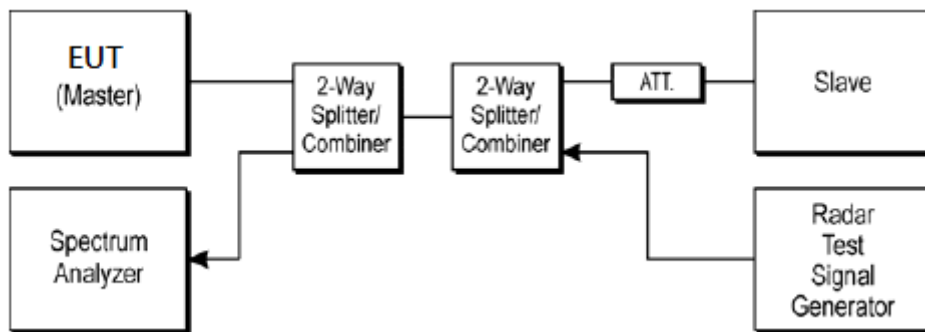 EUT
(Master)
2-Way
Splitter/
Combiner
2-Way
Splitter/
Combiner
ATT.
Slave
Spectrum
Analyzer
Radar
Test
Signal
Generator